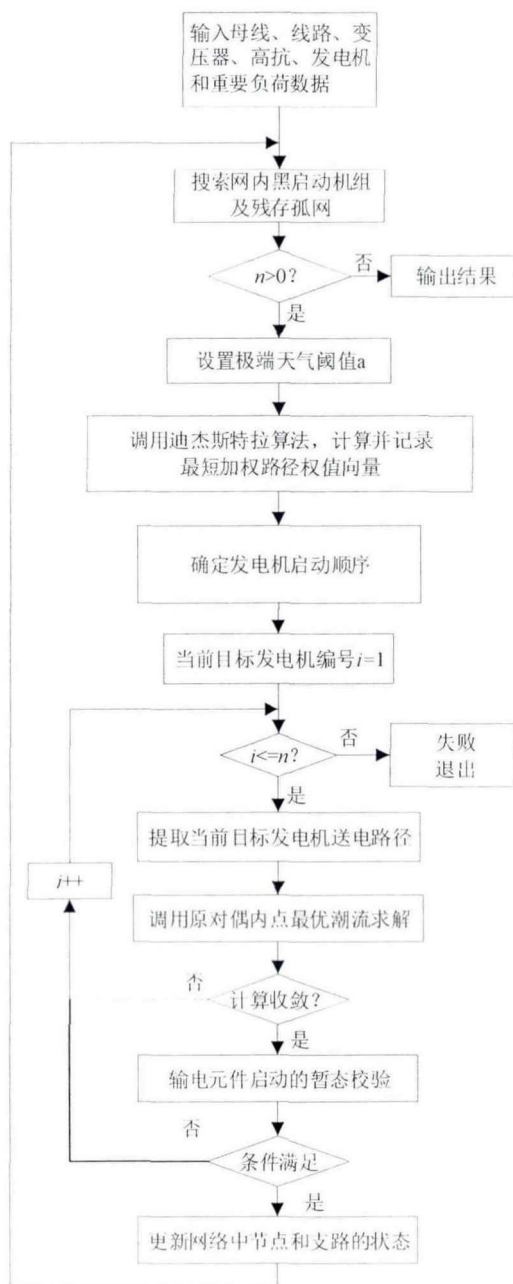 输入母线、线路、变
压器、高抗、发电机
和重要负荷数据
搜索网内黑启动机组
及残存孤网
n>0?
否
输出结果
是
设置极端天气阈值a
调用迪杰斯特拉算法，计算并记录
最短加权路径权值向量
确定发电机启动顺序
当前目标发电机编号i=1
i<=n?
否
失败
退出
是
提取当前目标发电机送电路径
i++
调用原对偶内点最优潮流求解
否
计算收敛？
是
输电元件启动的暂态校验
否
条件满足
是
更新网络中节点和支路的状态